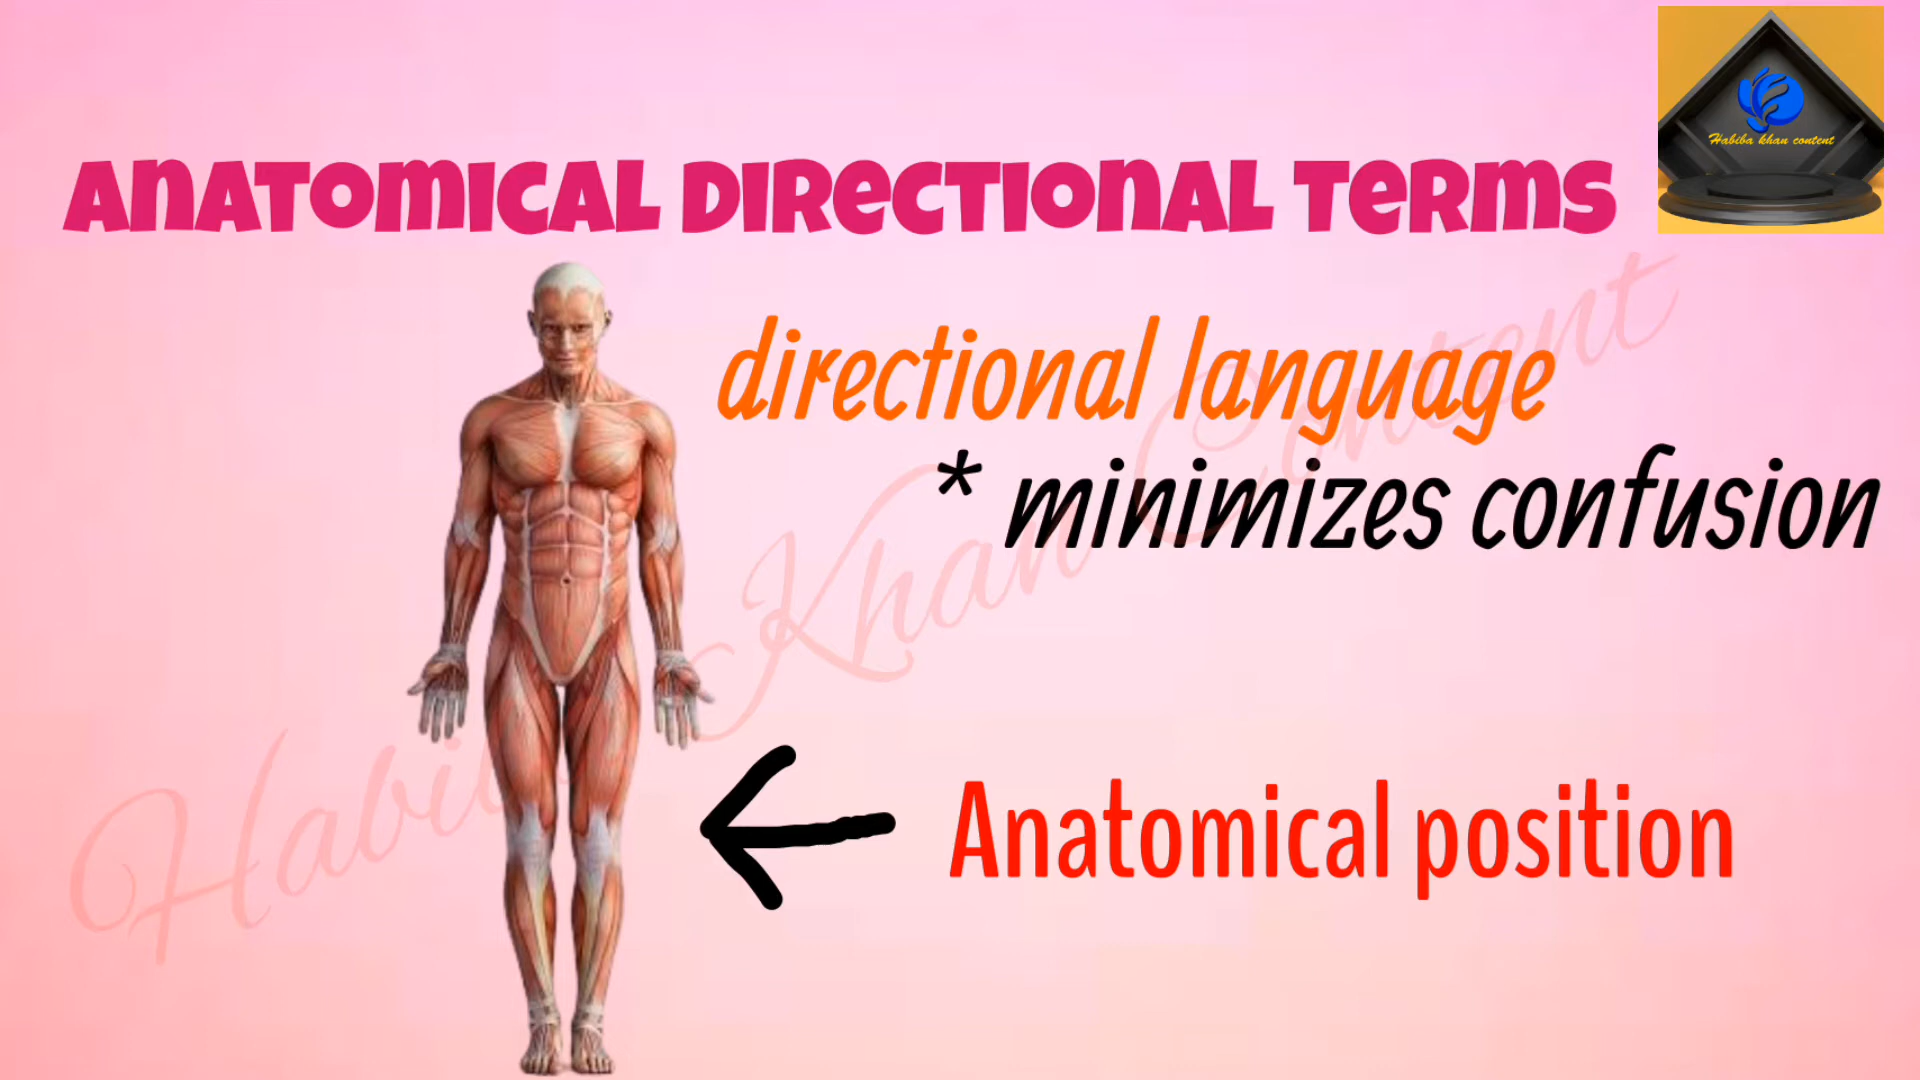 ANATOMICAL DIRECTIONAL TERMS
Habiba khan content
directional language
* minimizes confusion
Anatomical position
Habiba Khan Content